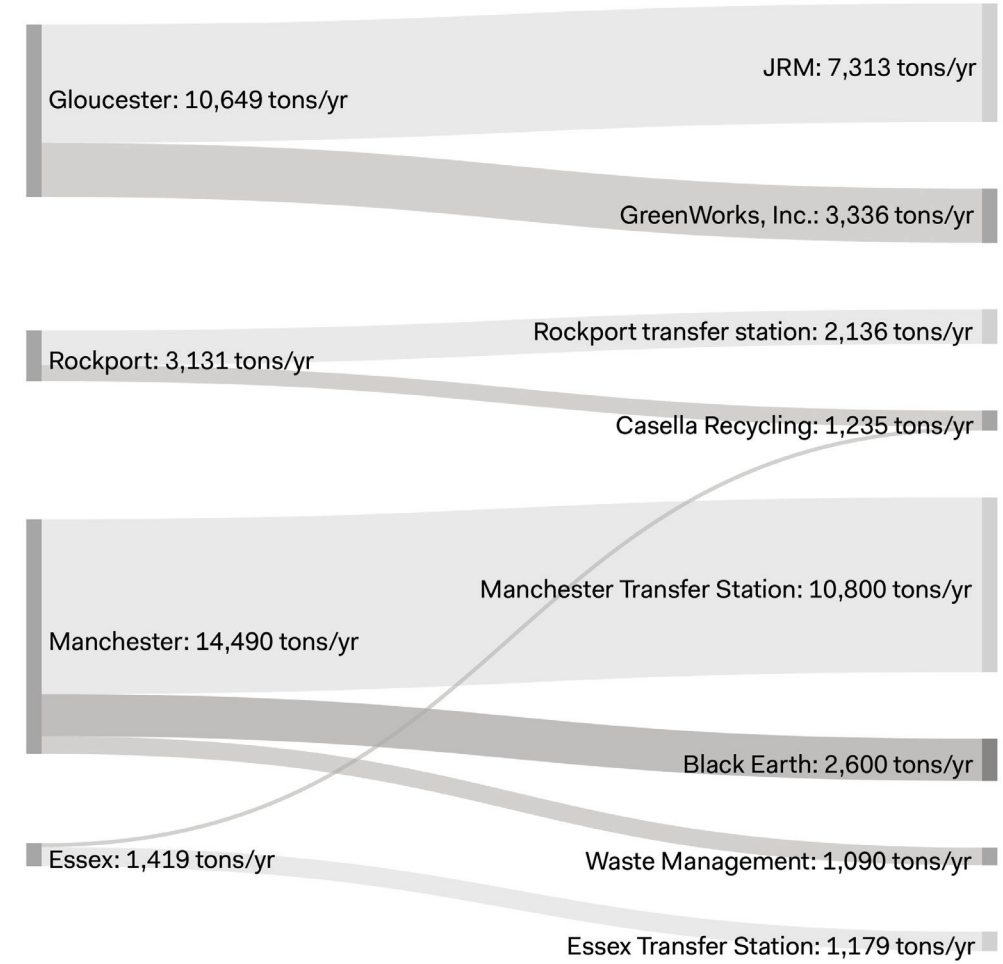 JRM: 7,313 tons/yr
Gloucester: 10,649 tons/yr
GreenWorks, Inc.: 3,336 tons/yr
Rockport transfer station: 2,136 tons/yr
Rockport: 3,131 tons/yr
Casella Recycling: 1,235 tons/yr
Manchester Transfer Station: 10,800 tons/yr
Manchester: 14,490 tons/yr
Black Earth: 2,600 tons/yr
Essex: 1,419 tons/yr
Waste Management: 1,090 tons/yr
Essex Transfer Station: 1,179 tons/yr